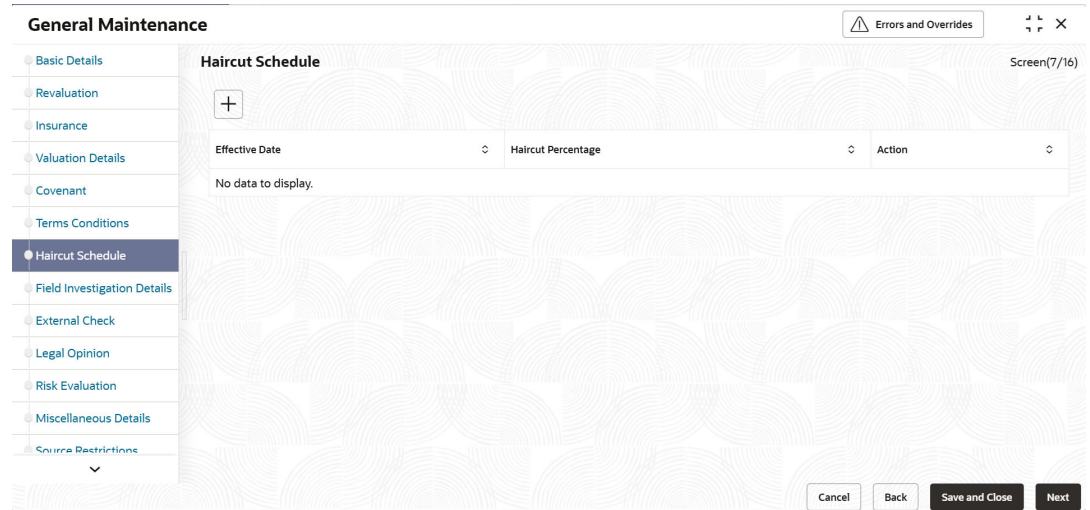 General Maintenance
Errors and Overrides
Basic Details
Revaluation
Insurance
Valuation Details
Covenant
Terms Conditions
Haircut Schedule
Field Investigation Details
External Check
Legal Opinion
Risk Evaluation
Miscellaneous Details
Source Restrictions
Haircut Schedule
Screen(7/16)
Effective Date
Haircut Percentage
Action
No data to display.
Cancel
Back
Save and Close
Next